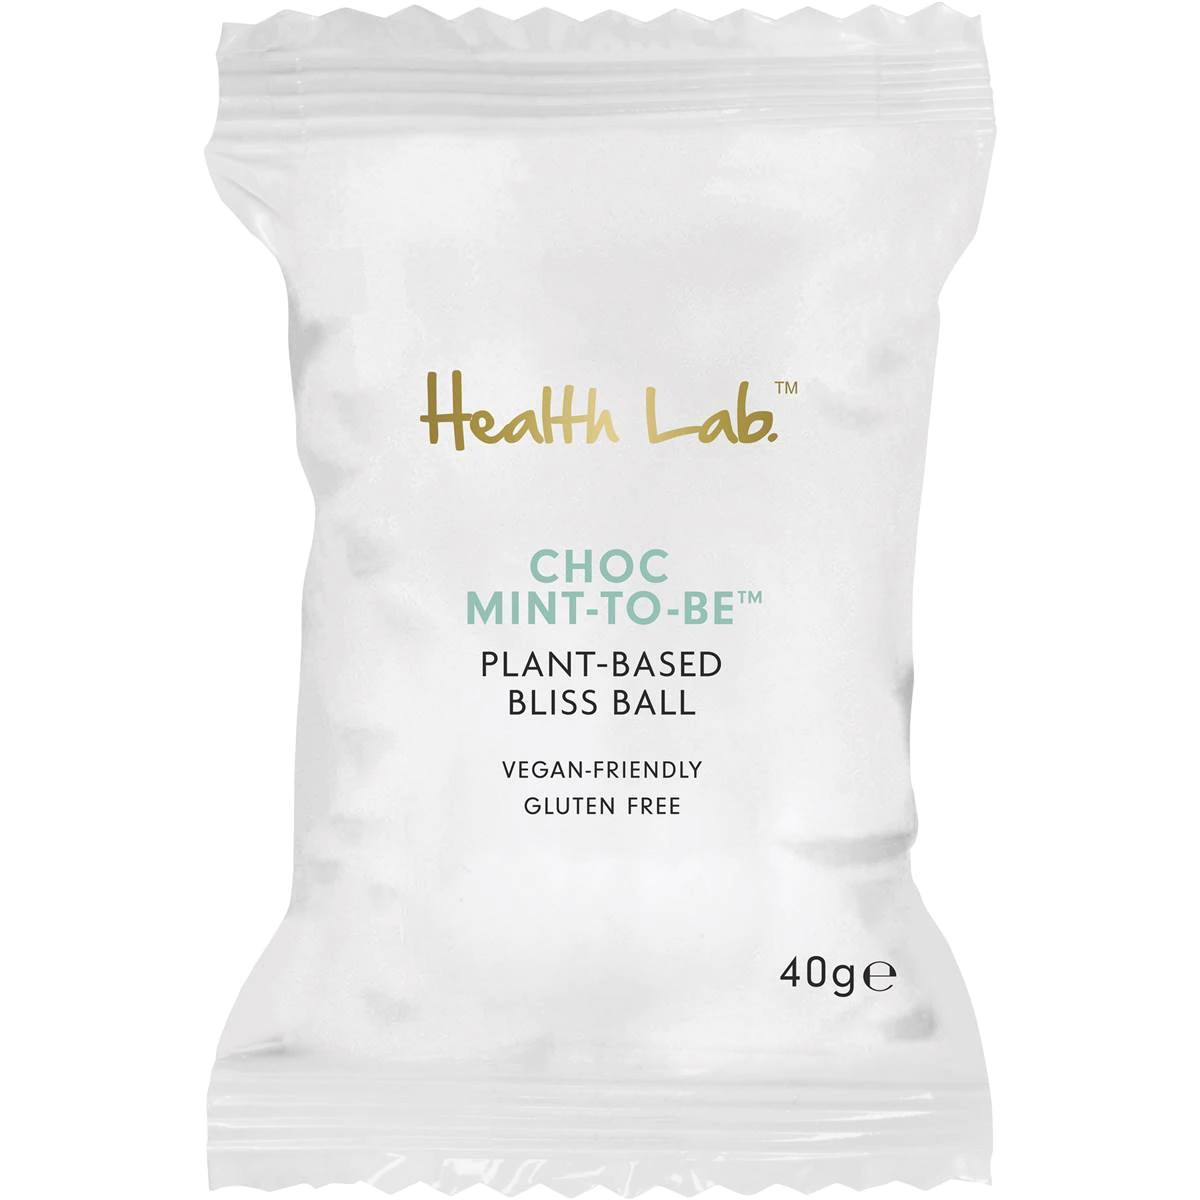 Health Lab.™
CHOC
MINT-TO-BE™
PLANT-BASED
BLISS BALL
VEGAN-FRIENDLY
GLUTEN FREE
40g℮